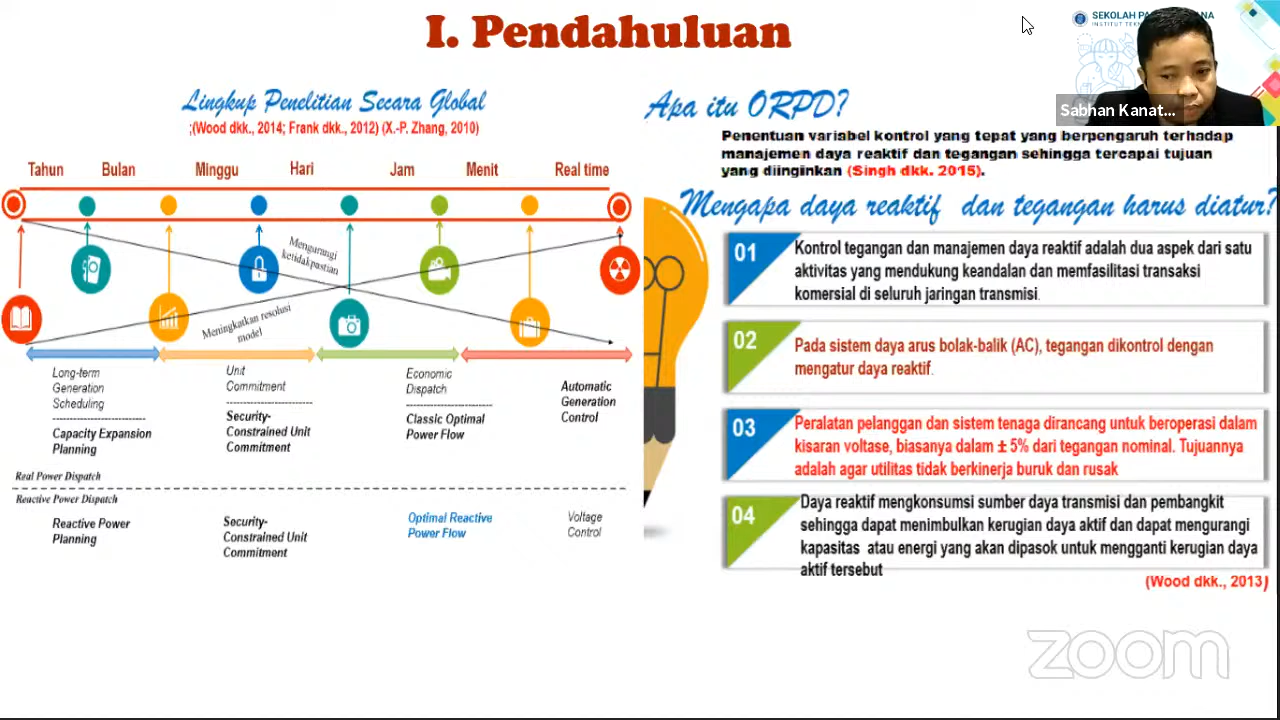 I. Pendahuluan
SEKOLAH
Sabhan Kanat...
Lingkup Penelitian Secara Global
;(Wood dkk., 2014; Frank dkk., 2012) (X.-P. Zhang, 2010)
Tahun Bulan Minggu Hari Jam Menit Real time
Mengurangi
ketidakpastian
Meningkatkan resolusi
model
Long-term
Generation
Scheduling
Capacity Expansion
Planning
Unit
Commitment
Security-
Constrained Unit
Commitment
Economic
Dispatch
Classic Optimal
Power Flow
Automatic
Generation
Control
Real Power Dispatch
Reactive Power Dispatch
Reactive Power
Planning
Security-
Constrained Unit
Commitment
Optimal Reactive
Power Flow
Voltage
Control
Apa itu ORPD?
Penentuan variabel kontrol yang tepat yang berpengaruh terhadap
manajemen daya reaktif dan tegangan sehingga tercapai tujuan
yang diinginkan (Singh dkk. 2015).
Mengapa daya reaktif dan tegangan harus diatur?
01
Kontrol tegangan dan manajemen daya reaktif adalah dua aspek dari satu
aktivitas yang mendukung keandalan dan memfasilitasi transaksi
komersial di seluruh jaringan transmisi.
02
Pada sistem daya arus bolak-balik (AC), tegangan dikontrol dengan
mengatur daya reaktif.
03
Peralatan pelanggan dan sistem tenaga dirancang untuk beroperasi dalam
kisaran voltase, biasanya dalam ± 5% dari tegangan nominal. Tujuannya
adalah agar utilitas tidak berkinerja buruk dan rusak
04
Daya reaktif mengkonsumsi sumber daya transmisi dan pembangkit
sehingga dapat menimbulkan kerugian daya aktif dan dapat mengurangi
kapasitas atau energi yang akan dipasok untuk mengganti kerugian daya
aktif tersebut
(Wood dkk., 2013)
zoom